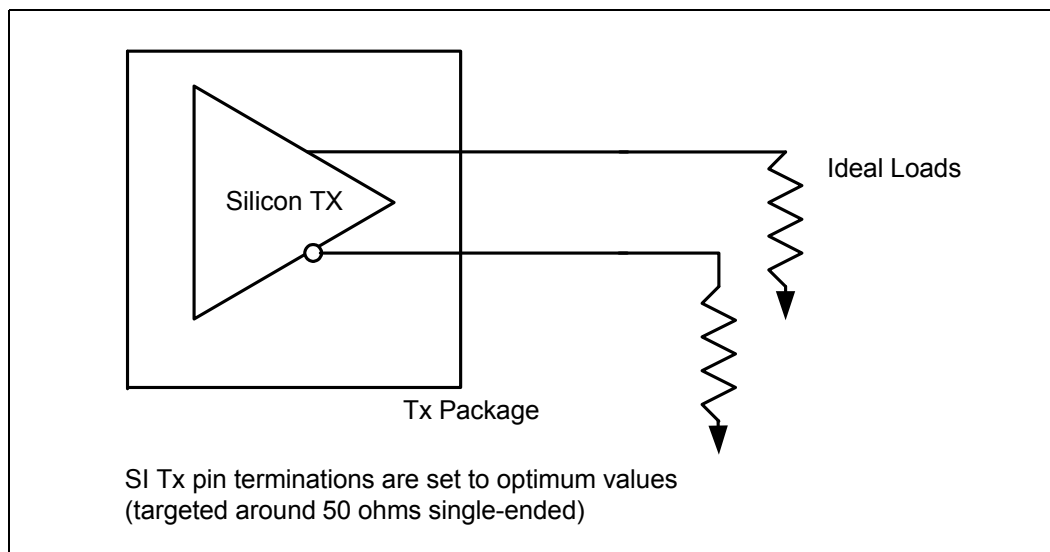 Silicon TX
Ideal Loads
Tx Package
SI Tx pin terminations are set to optimum values
(targeted around 50 ohms single-ended)